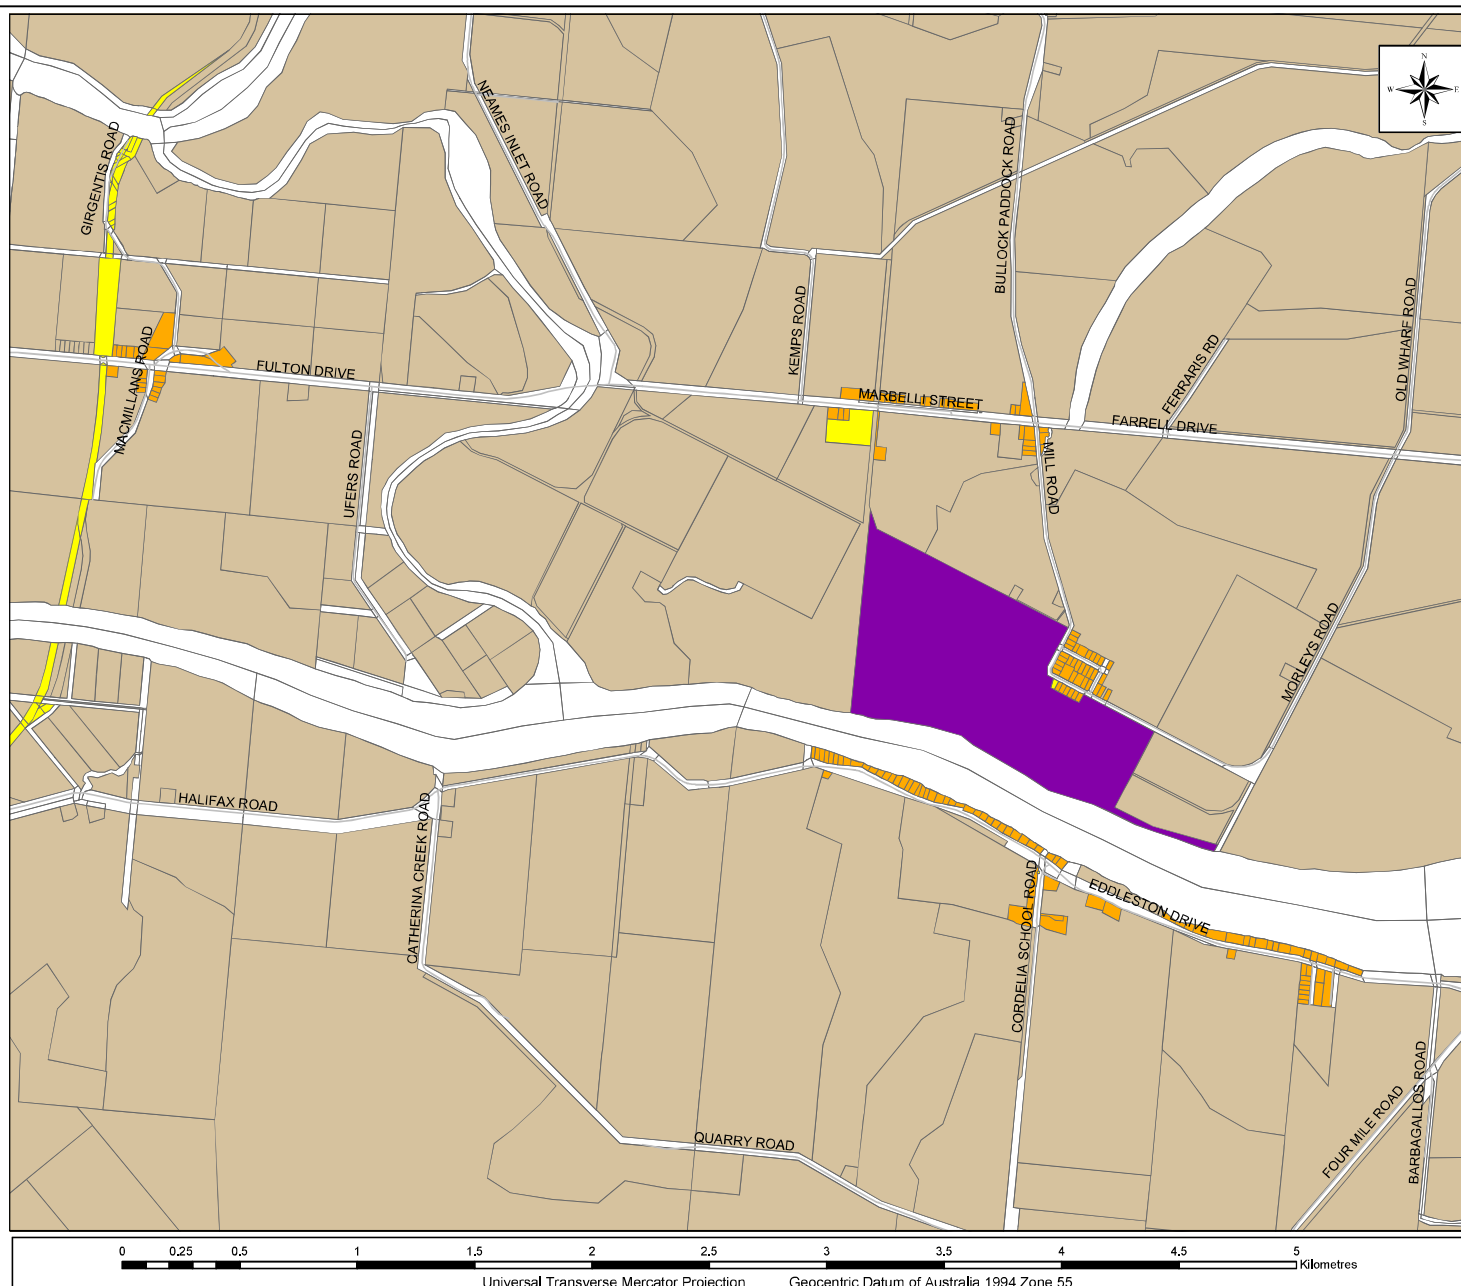 N
W E
S
NEAMES INLET ROAD
GIRGENTIS ROAD
BULLOCK PADDOCK ROAD
KEMPS ROAD
OLD WHARF ROAD
FERRARIS RD
MACMILLANS ROAD
FULTON DRIVE
MARBELLI STREET
FARRELL DRIVE
UFERS ROAD
MILL ROAD
MORLEYS ROAD
HALIFAX ROAD
CATHERINA CREEK ROAD
EDDLESTON DRIVE
CORDELIA SCHOOL ROAD
QUARRY ROAD
FOUR MILE ROAD
BARBAGALLOS ROAD
0 0.25 0.5 1 1.5 2 2.5 3 3.5 4 4.5 5
Kilometres
Universal Transverse Mercator Projection Geocentric Datum of Australia 1994 Zone 55